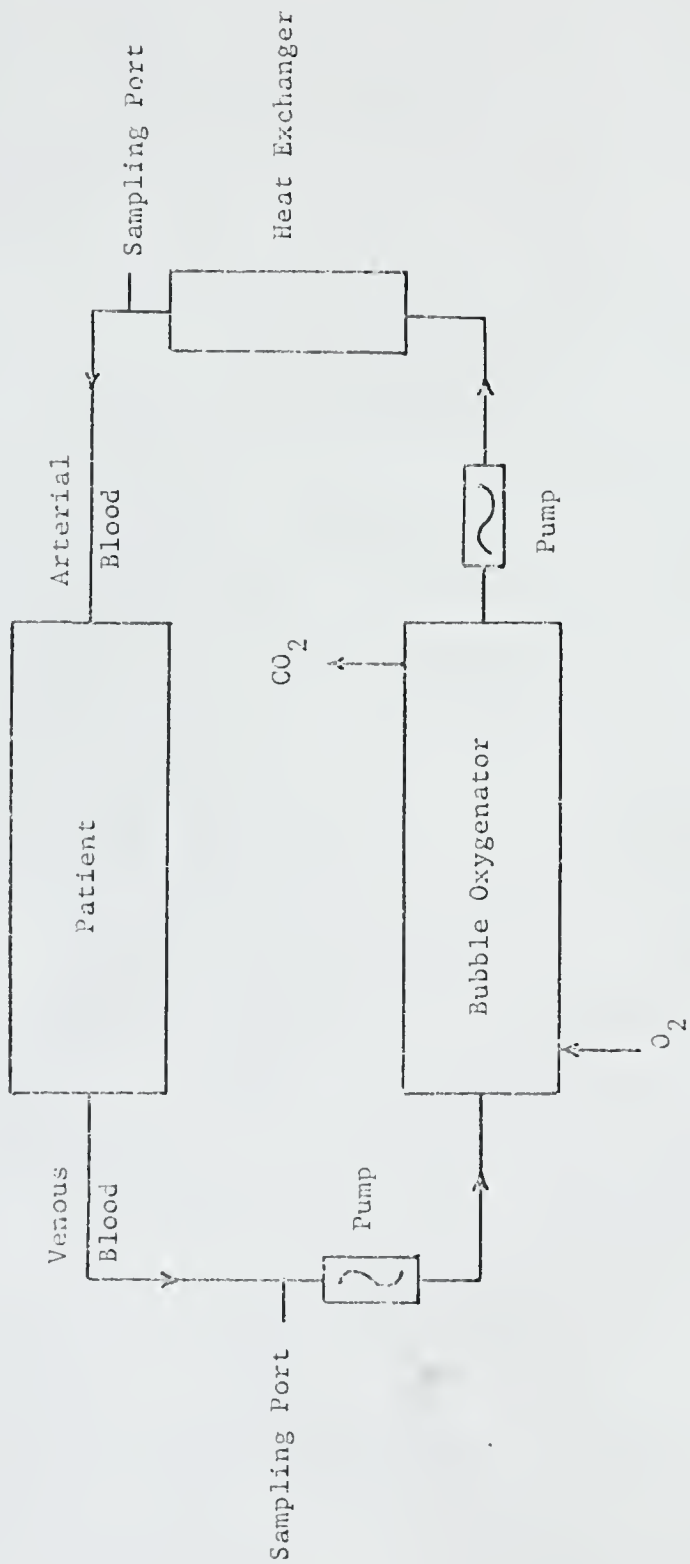 Sampling Port
Heat Exchanger
Arterial
Blood
Pump
CO2
Patient
Bubble Oxygenator
O2
Venous
Blood
Pump
Sampling Port